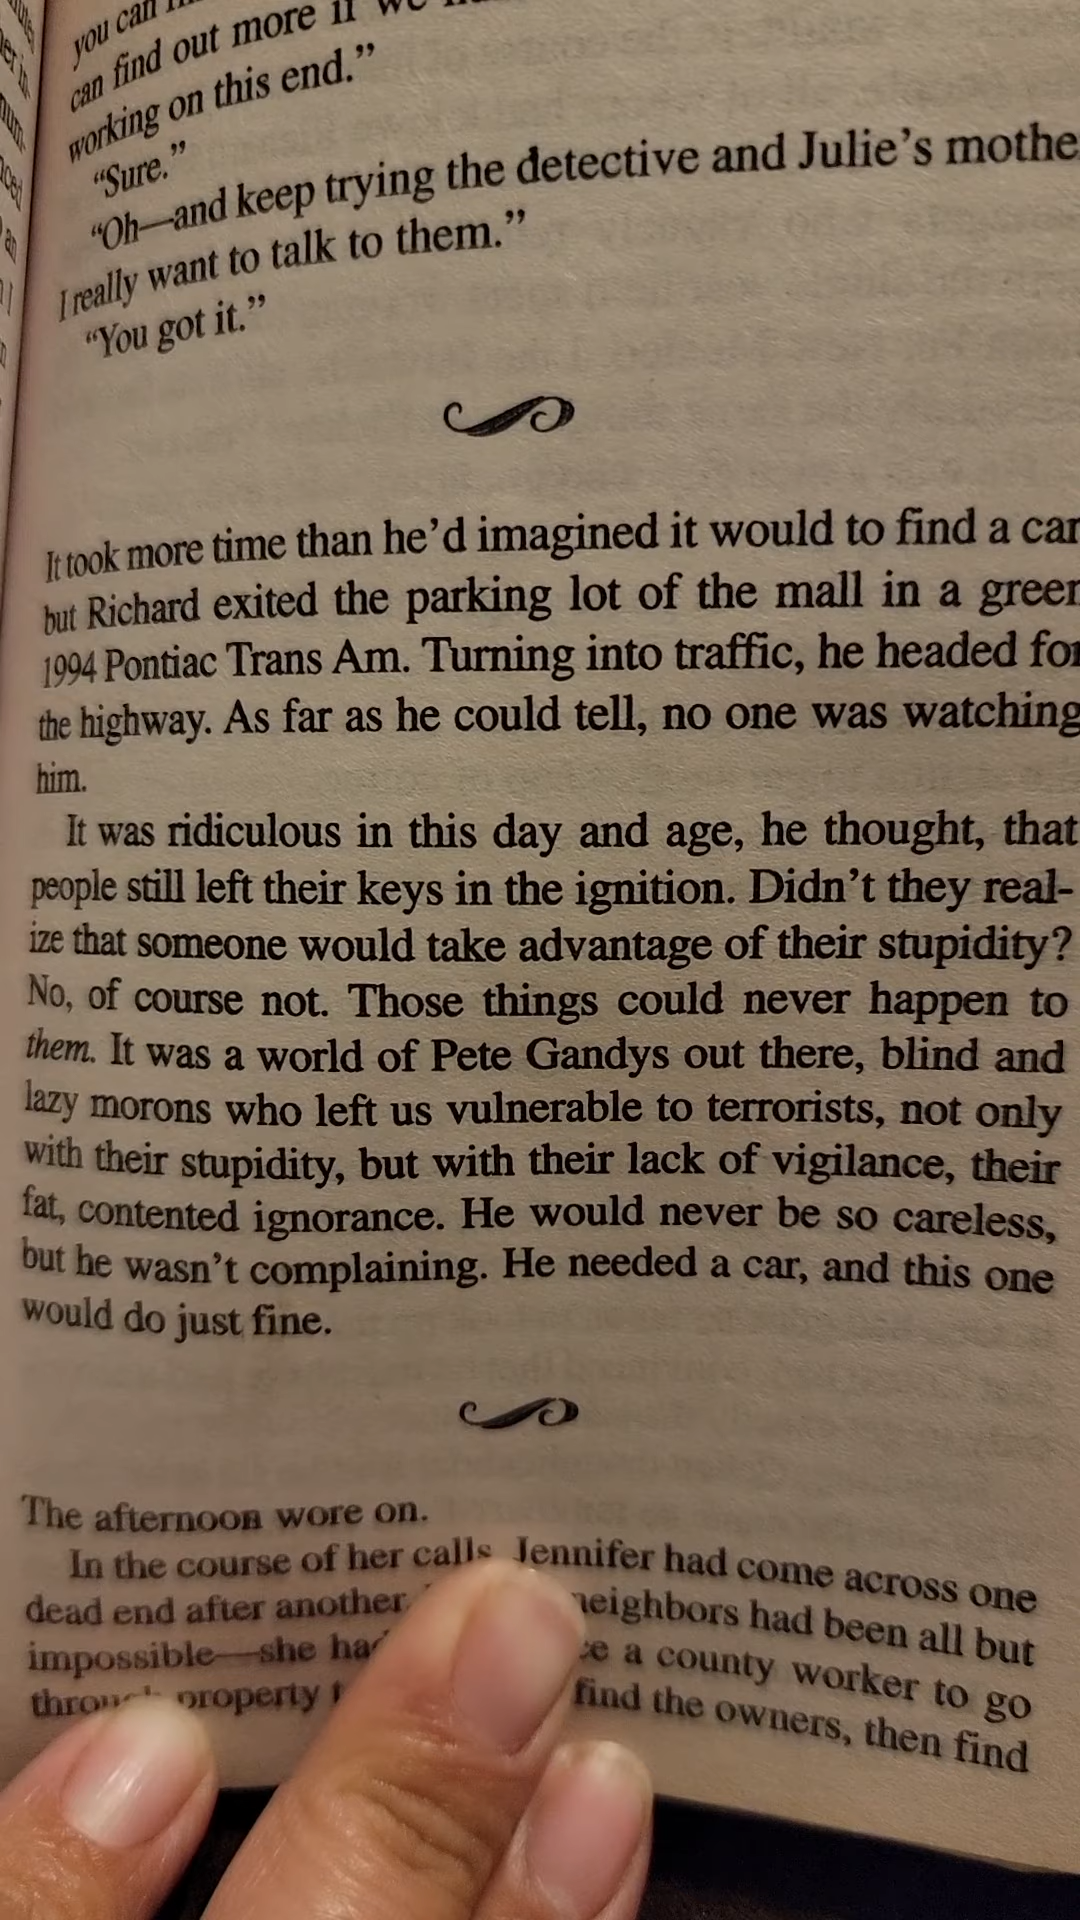 you can
can find out more if we
working on this end.”
“Sure.”
“Oh—and keep trying the detective and Julie’s mothe
I really want to talk to them.”
“You got it.”
It took more time than he’d imagined it would to find a car
but Richard exited the parking lot of the mall in a green
1994 Pontiac Trans Am. Turning into traffic, he headed for
the highway. As far as he could tell, no one was watching
him.
It was ridiculous in this day and age, he thought, that
people still left their keys in the ignition. Didn’t they real-
ize that someone would take advantage of their stupidity?
No, of course not. Those things could never happen to
them. It was a world of Pete Gandys out there, blind and
lazy morons who left us vulnerable to terrorists, not only
with their stupidity, but with their lack of vigilance, their
fat, contented ignorance. He would never be so careless,
but he wasn’t complaining. He needed a car, and this one
would do just fine.
The afternoon wore on.
In the course of her calls, Jennifer had come across one
dead end after another. neighbors had been all but
impossible—she had a county worker to go
through property find the owners, then find